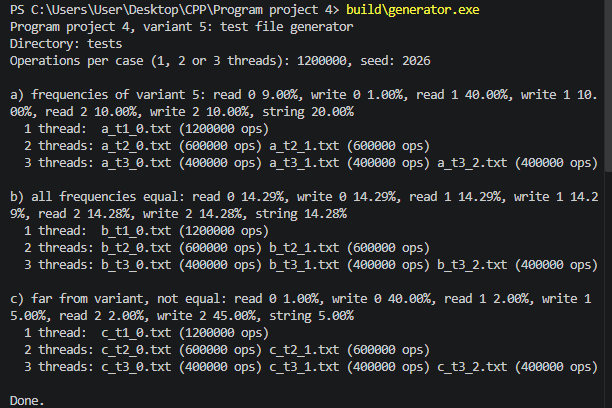 PS C:\Users\User\Desktop\CPP\Program project 4> build\generator.exe
Program project 4, variant 5: test file generator
Directory: tests
Operations per case (1, 2 or 3 threads): 1200000, seed: 2026

a) frequencies of variant 5: read 0 9.00%, write 0 1.00%, read 1 40.00%, write 1 10.
00%, read 2 10.00%, write 2 10.00%, string 20.00%
  1 thread:  a_t1_0.txt (1200000 ops)
  2 threads: a_t2_0.txt (600000 ops) a_t2_1.txt (600000 ops)
  3 threads: a_t3_0.txt (400000 ops) a_t3_1.txt (400000 ops) a_t3_2.txt (400000 ops)

b) all frequencies equal: read 0 14.29%, write 0 14.29%, read 1 14.29%, write 1 14.2
9%, read 2 14.28%, write 2 14.28%, string 14.28%
  1 thread:  b_t1_0.txt (1200000 ops)
  2 threads: b_t2_0.txt (600000 ops) b_t2_1.txt (600000 ops)
  3 threads: b_t3_0.txt (400000 ops) b_t3_1.txt (400000 ops) b_t3_2.txt (400000 ops)

c) far from variant, not equal: read 0 1.00%, write 0 40.00%, read 1 2.00%, write 1
5.00%, read 2 2.00%, write 2 45.00%, string 5.00%
  1 thread:  c_t1_0.txt (1200000 ops)
  2 threads: c_t2_0.txt (600000 ops) c_t2_1.txt (600000 ops)
  3 threads: c_t3_0.txt (400000 ops) c_t3_1.txt (400000 ops) c_t3_2.txt (400000 ops)

Done.